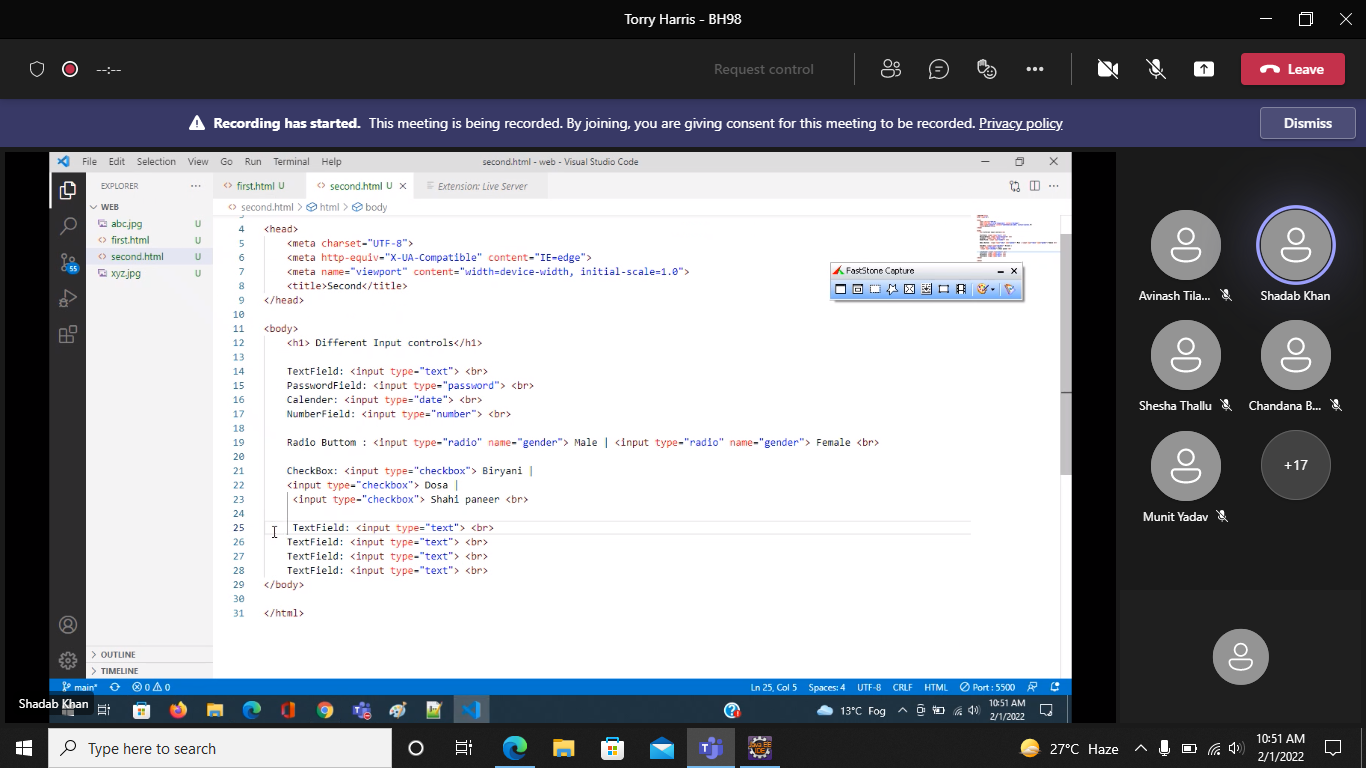 Torry Harris - BH98
--:--
Request control
Leave
Recording has started. This meeting is being recorded. By joining, you are giving consent for this meeting to be recorded. Privacy policy
Dismiss
File Edit Selection View Go Run Terminal Help
second.html - web - Visual Studio Code
EXPLORER
first.html U
second.html U
Extension: Live Server
WEB
second.html > html > body
abc.jpg U
first.html U
second.html U
xyz.jpg U
55
4 <head>
5 <meta charset="UTF-8">
6 <meta http-equiv="X-UA-Compatible" content="IE=edge">
7 <meta name="viewport" content="width=device-width, initial-scale=1.0">
8 <title>Second</title>
9 </head>
10
11 <body>
12 <h1> Different Input controls</h1>
13
14 TextField: <input type="text"> <br>
15 PasswordField: <input type="password"> <br>
16 Calender: <input type="date"> <br>
17 NumberField: <input type="number"> <br>
18
19 Radio Buttom : <input type="radio" name="gender"> Male | <input type="radio" name="gender"> Female <br>
20
21 CheckBox: <input type="checkbox"> Biryani |
22 <input type="checkbox"> Dosa |
23 <input type="checkbox"> Shahi paneer <br>
24
25 TextField: <input type="text"> <br>
26 TextField: <input type="text"> <br>
27 TextField: <input type="text"> <br>
28 TextField: <input type="text"> <br>
29 </body>
30
31 </html>
FastStone Capture
OUTLINE
TIMELINE
main* 0 0
Ln 25, Col 5 Spaces: 4 UTF-8 CRLF HTML Port : 5500
Shadab Khan
13°C Fog
10:51 AM
2/1/2022
Avinash Tila...
Shadab Khan
Shesha Thallu
Chandana B...
Munit Yadav
+17
Type here to search
27°C Haze
10:51 AM
2/1/2022